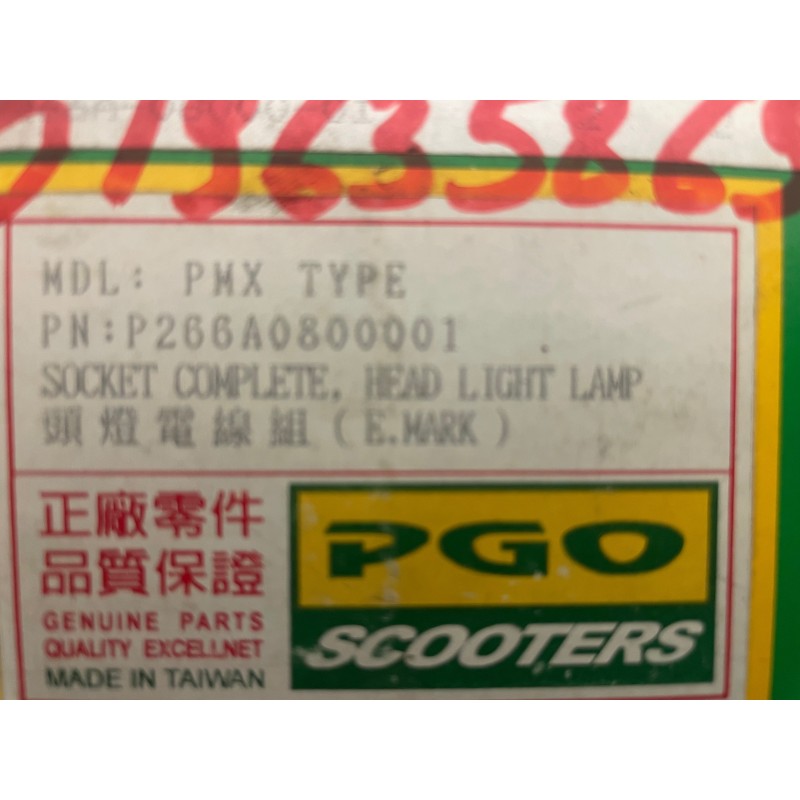 71963586
MDL: PMX TYPE
PN:P266A0800001
SOCKET COMPLETE, HEAD LIGHT LAMP
頭燈電線組(E.MARK)
正廠零件
品質保證
GENUINE PARTS
QUALITY EXCELLNET
MADE IN TAIWAN
PGO
SCOOTERS